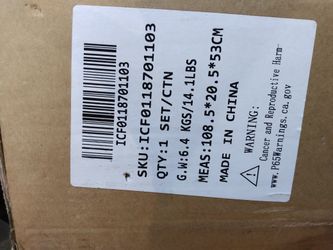 ICF0118701103
SKU:ICF0118701103
QTY:1 SET/CTN
G.W:6.4 KGS/14.1LBS
MEAS:108.5*20.5*53CM
MADE IN CHINA
WARNING:
Cancer and Reproductive Harm-
www.P65Warnings.ca.gov